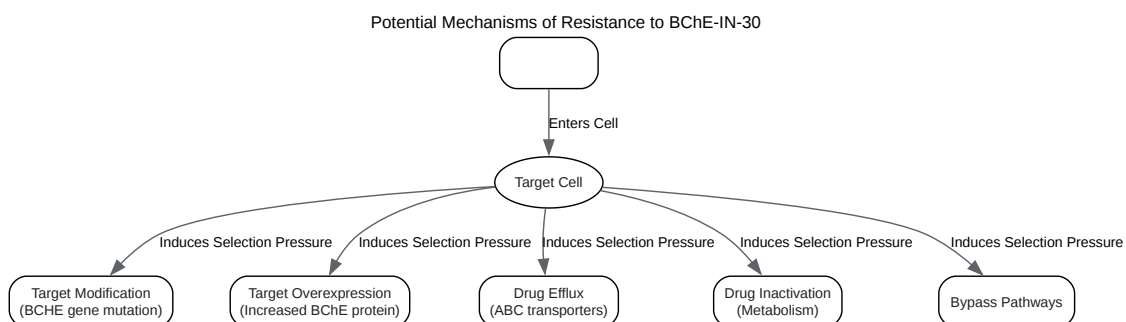 Potential Mechanisms of Resistance to BChE-IN-30
Enters Cell
Target Cell
Induces Selection Pressure
Induces Selection Pressure
Induces Selection Pressure
Induces Selection Pressure
Induces Selection Pressure
Target Modification
(BCHE gene mutation)
Target Overexpression
(Increased BChE protein)
Drug Efflux
(ABC transporters)
Drug Inactivation
(Metabolism)
Bypass Pathways